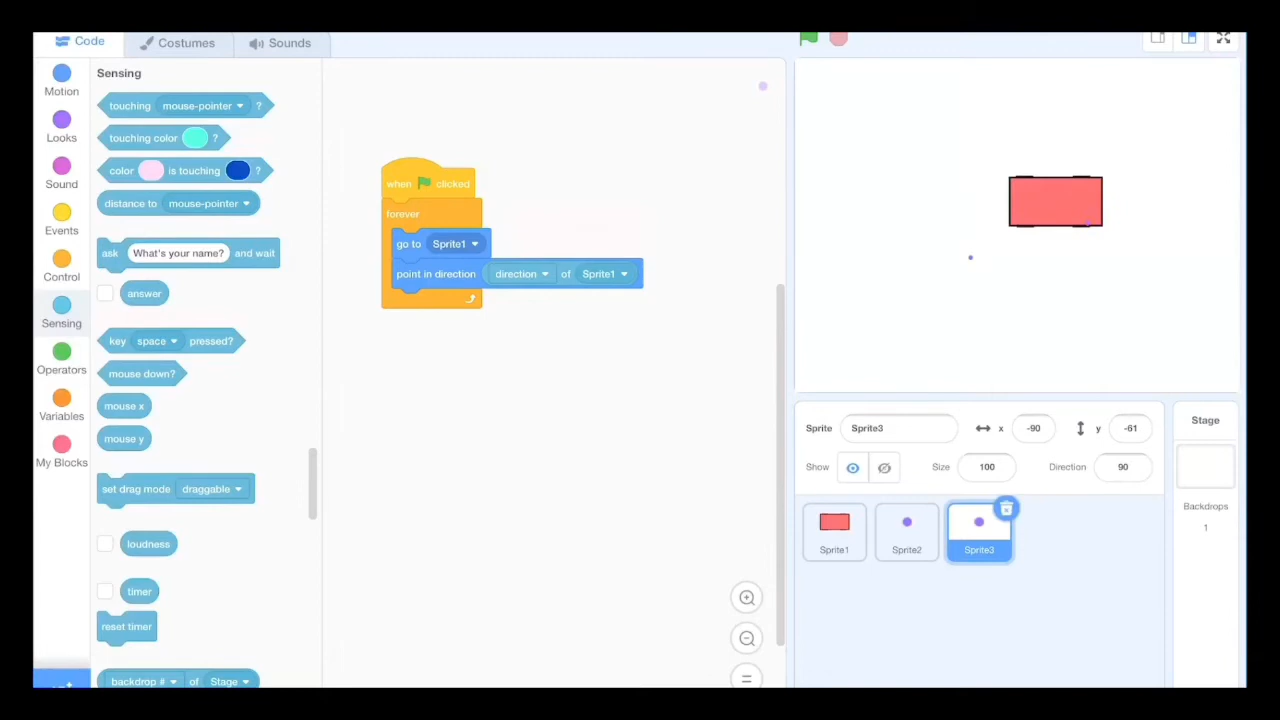 Code
Costumes
Sounds
Motion
Looks
Sound
Events
Control
Sensing
Operators
Variables
My Blocks
Sensing
touching mouse-pointer ?
touching color ?
color is touching ?
distance to mouse-pointer
ask What's your name? and wait
answer
key space pressed?
mouse down?
mouse x
mouse y
set drag mode draggable
loudness
timer
reset timer
backdrop # of Stage
when clicked
forever
go to Sprite1
point in direction direction of Sprite1
Sprite Sprite3 x -90 y -61
Show Size 100 Direction 90
Sprite1
Sprite2
Sprite3
Stage
Backdrops
1